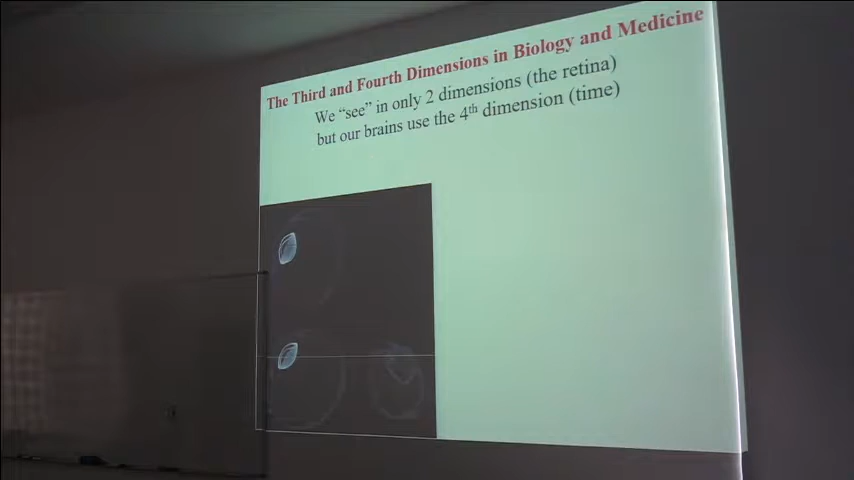 The Third and Fourth Dimensions in Biology and Medicine
We “see” in only 2 dimensions (the retina)
but our brains use the 4th dimension (time)